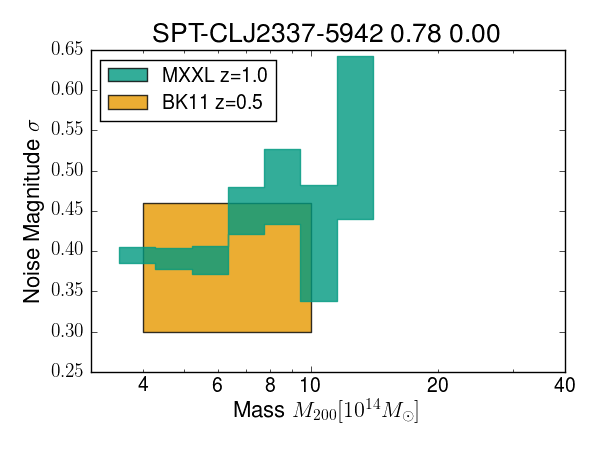 SPT-CLJ2337-5942 0.78 0.00
MXXL z=1.0
BK11 z=0.5
Noise Magnitude σ
0.65
0.60
0.55
0.50
0.45
0.40
0.35
0.30
0.25
4 6 8 10 20 40
Mass M₂₀₀[10¹⁴M☉]